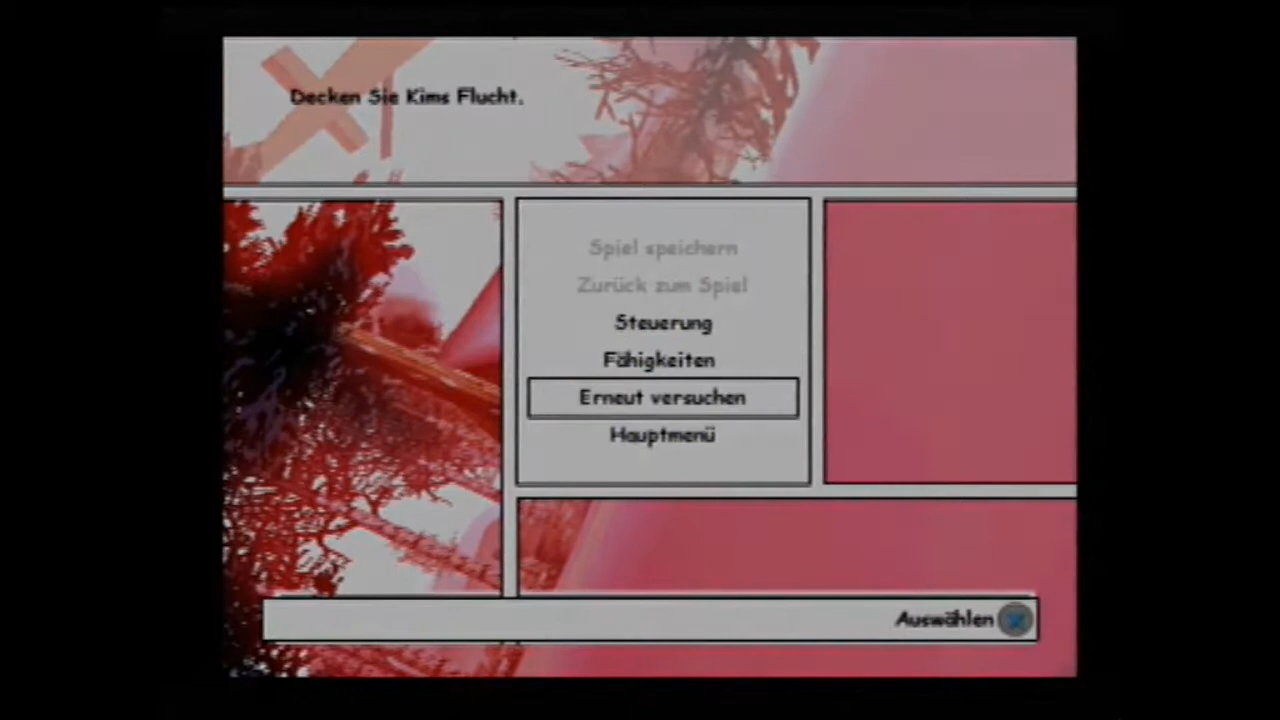 Decken Sie Kims Flucht.
Spiel speichern
Zurück zum Spiel
Steuerung
Fähigkeiten
Erneut versuchen
Hauptmenü
Auswählen